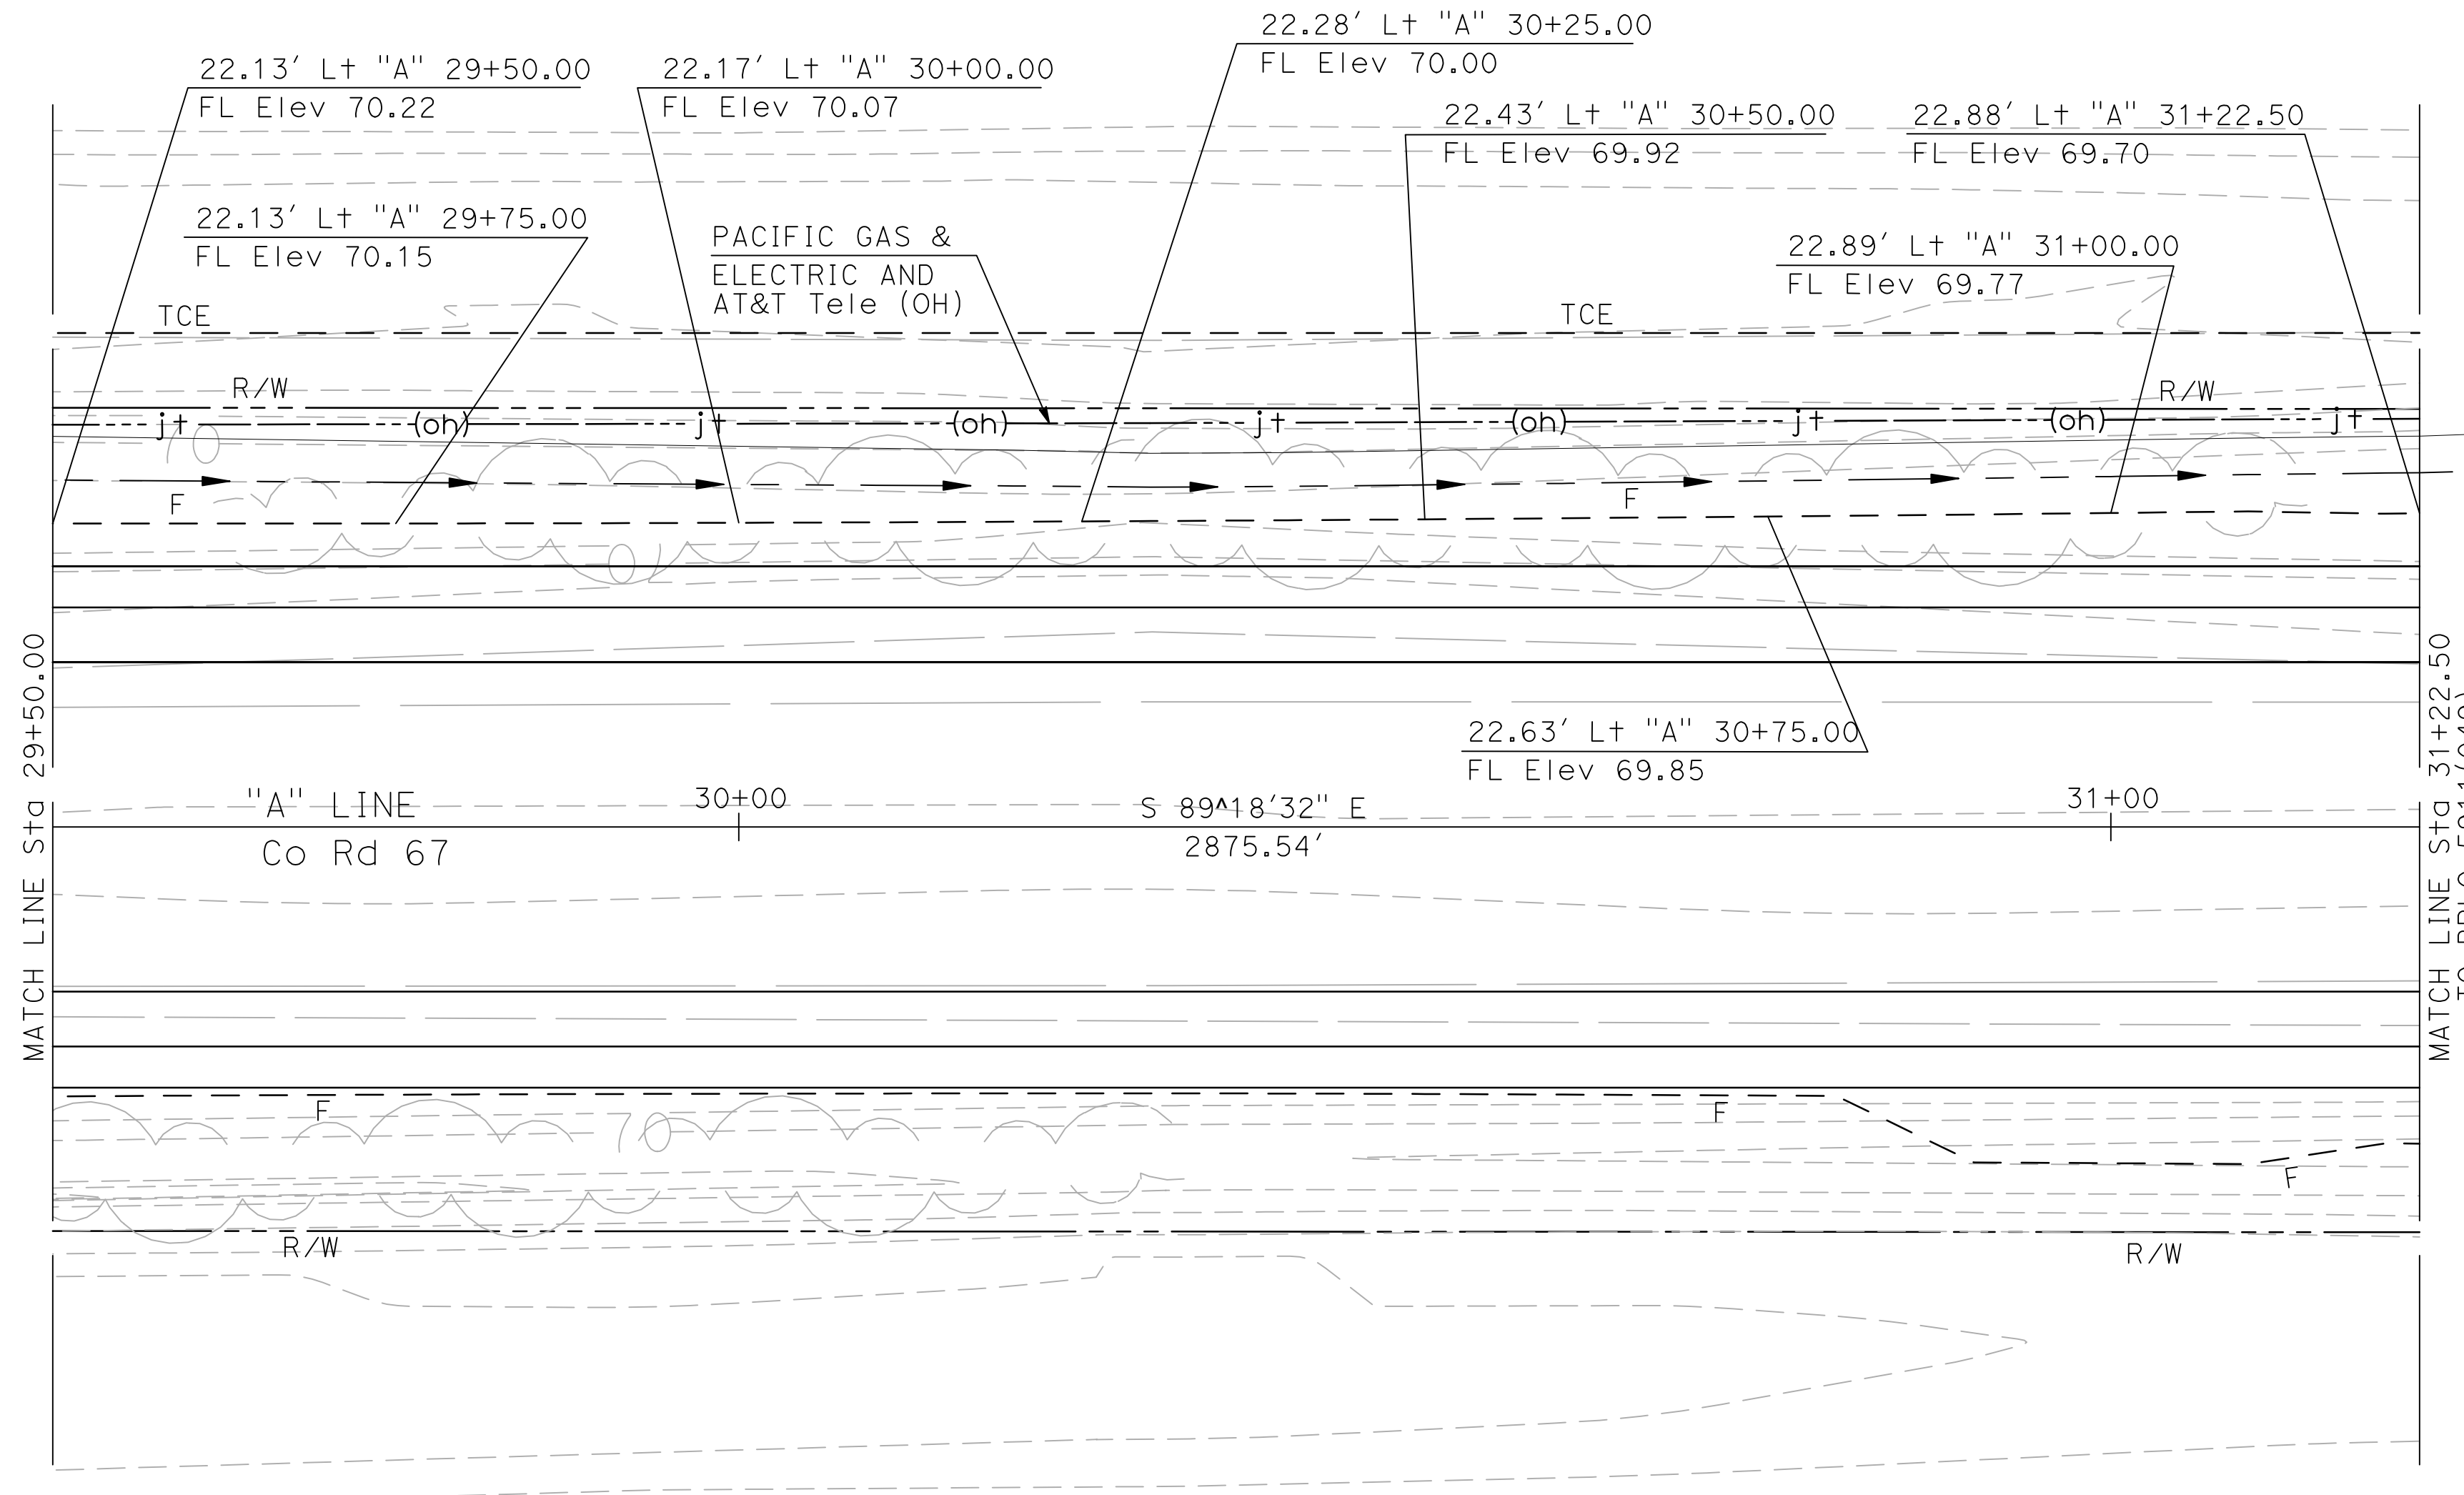 22.28' Lt "A" 30+25.00
FL Elev 70.00
22.13' Lt "A" 29+50.00
FL Elev 70.22
22.17' Lt "A" 30+00.00
FL Elev 70.07
22.43' Lt "A" 30+50.00
FL Elev 69.92
22.88' Lt "A" 31+22.50
FL Elev 69.70
22.13' Lt "A" 29+75.00
FL Elev 70.15
PACIFIC GAS &
ELECTRIC AND
AT&T Tele (OH)
22.89' Lt "A" 31+00.00
FL Elev 69.77
TCE
TCE
R/W
R/W
jt
(oh)
jt
(oh)
jt
(oh)
jt
(oh)
jt
70
F
F
70
22.63' Lt "A" 30+75.00
FL Elev 69.85
MATCH LINE Sta 29+50.00
MATCH LINE Sta 31+22.50
"A" LINE
30+00
S 89^18'32" E
31+00
Co Rd 67
2875.54'
F
F
70
F
R/W
R/W